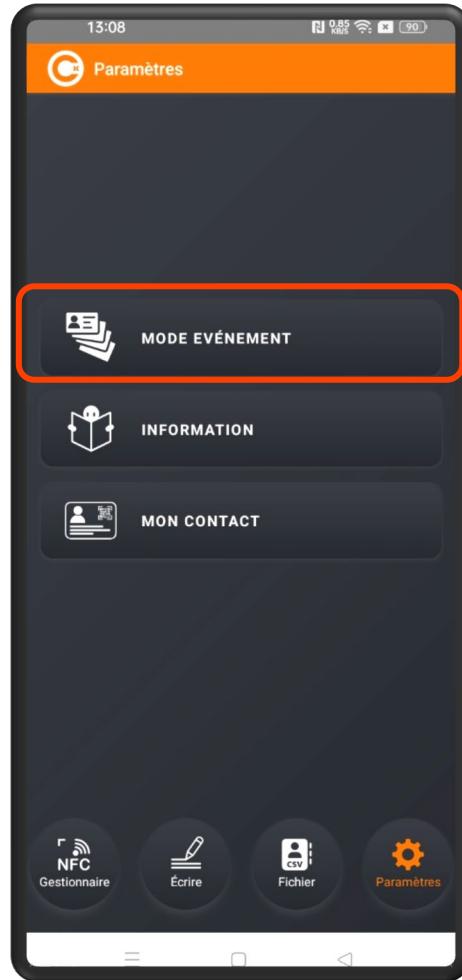 13:08
0.85
KB/S
90
Paramètres
MODE EVÉNEMENT
INFORMATION
MON CONTACT
NFC
Gestionnaire
Écrire
CSV
Fichier
Paramètres